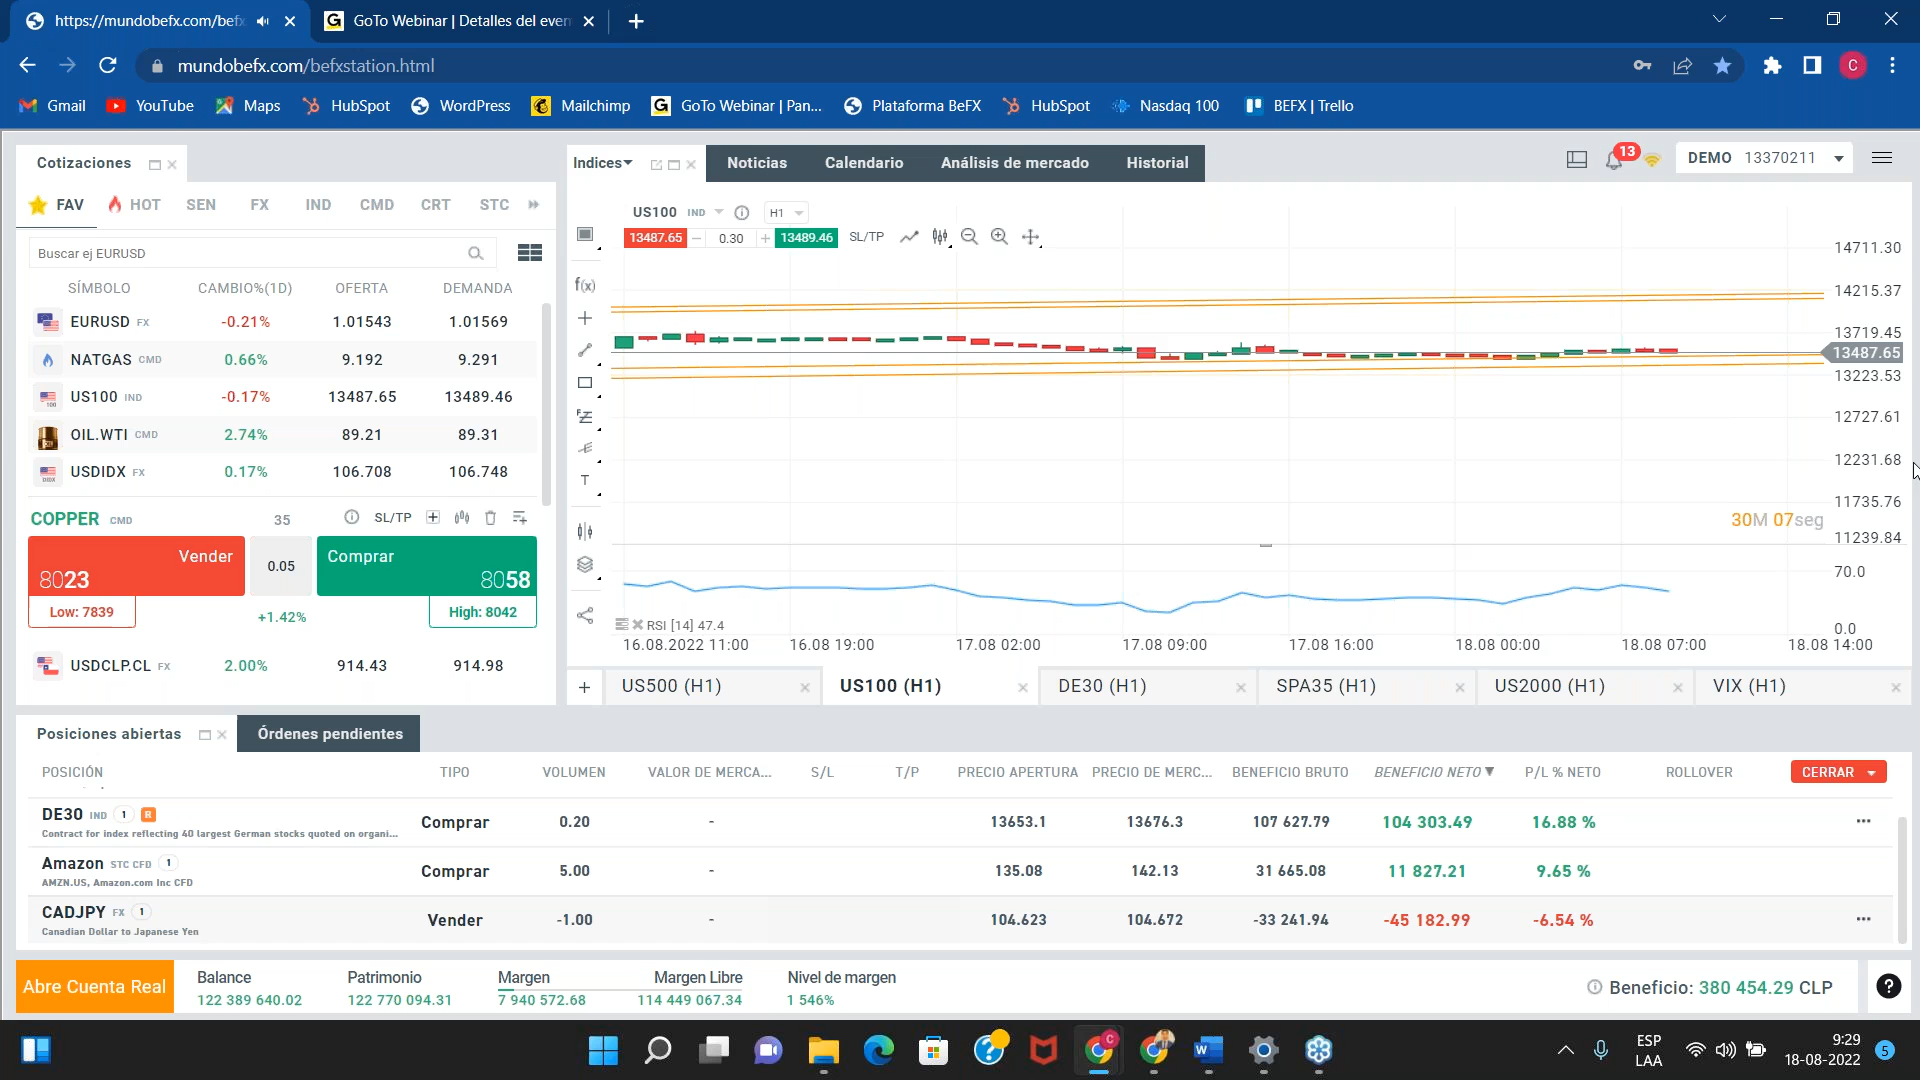 https://mundobefx.com/bef
GoTo Webinar | Detalles del even
mundobefx.com/befxstation.html
C
Gmail
YouTube
Maps
HubSpot
WordPress
Mailchimp
GoTo Webinar | Pan...
Plataforma BeFX
HubSpot
Nasdaq 100
BEFX | Trello
Cotizaciones
Indices
Noticias
Calendario
Análisis de mercado
Historial
13
DEMO 13370211
FAV HOT SEN FX IND CMD CRT STC
Buscar ej EURUSD
SÍMBOLO CAMBIO%(1D) OFERTA DEMANDA
EURUSD FX -0.21% 1.01543 1.01569
NATGAS CMD 0.66% 9.192 9.291
US100 IND -0.17% 13487.65 13489.46
OIL.WTI CMD 2.74% 89.21 89.31
USDIDX FX 0.17% 106.708 106.748
COPPER CMD 35 SL/TP
Vender 0.05 Comprar
8023 8058
Low: 7839 +1.42% High: 8042
USDCLP.CL FX 2.00% 914.43 914.98
US100 IND H1
13487.65 0.30 13489.46 SL/TP
f(x)
T
14711.30
14215.37
13719.45
13487.65
13223.53
12727.61
12231.68
11735.76
30M 07seg
11239.84
70.0
RSI [14] 47.4
0.0
16.08.2022 11:00 16.08 19:00 17.08 02:00 17.08 09:00 17.08 16:00 18.08 00:00 18.08 07:00 18.08 14:00
US500 (H1) US100 (H1) DE30 (H1) SPA35 (H1) US2000 (H1) VIX (H1)
Posiciones abiertas
Órdenes pendientes
POSICIÓN TIPO VOLUMEN VALOR DE MERCA... S/L T/P PRECIO APERTURA PRECIO DE MERC... BENEFICIO BRUTO BENEFICIO NETO P/L % NETO ROLLOVER CERRAR
DE30 IND 1 R Comprar 0.20 - 13653.1 13676.3 107 627.79 104 303.49 16.88 %
Contract for index reflecting 40 largest German stocks quoted on organi...
Amazon STC CFD 1 Comprar 5.00 - 135.08 142.13 31 665.08 11 827.21 9.65 %
AMZN.US, Amazon.com Inc CFD
CADJPY FX 1 Vender -1.00 - 104.623 104.672 -33 241.94 -45 182.99 -6.54 %
Canadian Dollar to Japanese Yen
Abre Cuenta Real
Balance Patrimonio Margen Margen Libre Nivel de margen
122 389 640.02 122 770 094.31 7 940 572.68 114 449 067.34 1 546%
Beneficio: 380 454.29 CLP
ESP
LAA
9:29
18-08-2022
5